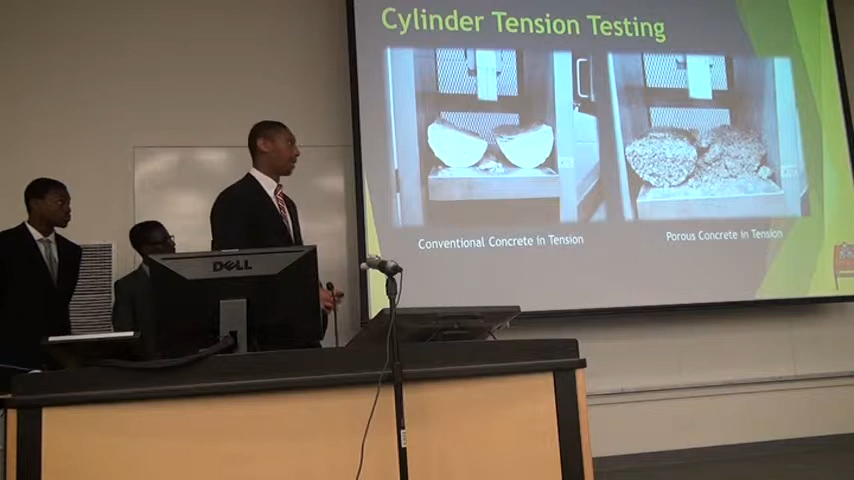 Cylinder Tension Testing
Conventional Concrete in Tension
Porous Concrete in Tension
DELL